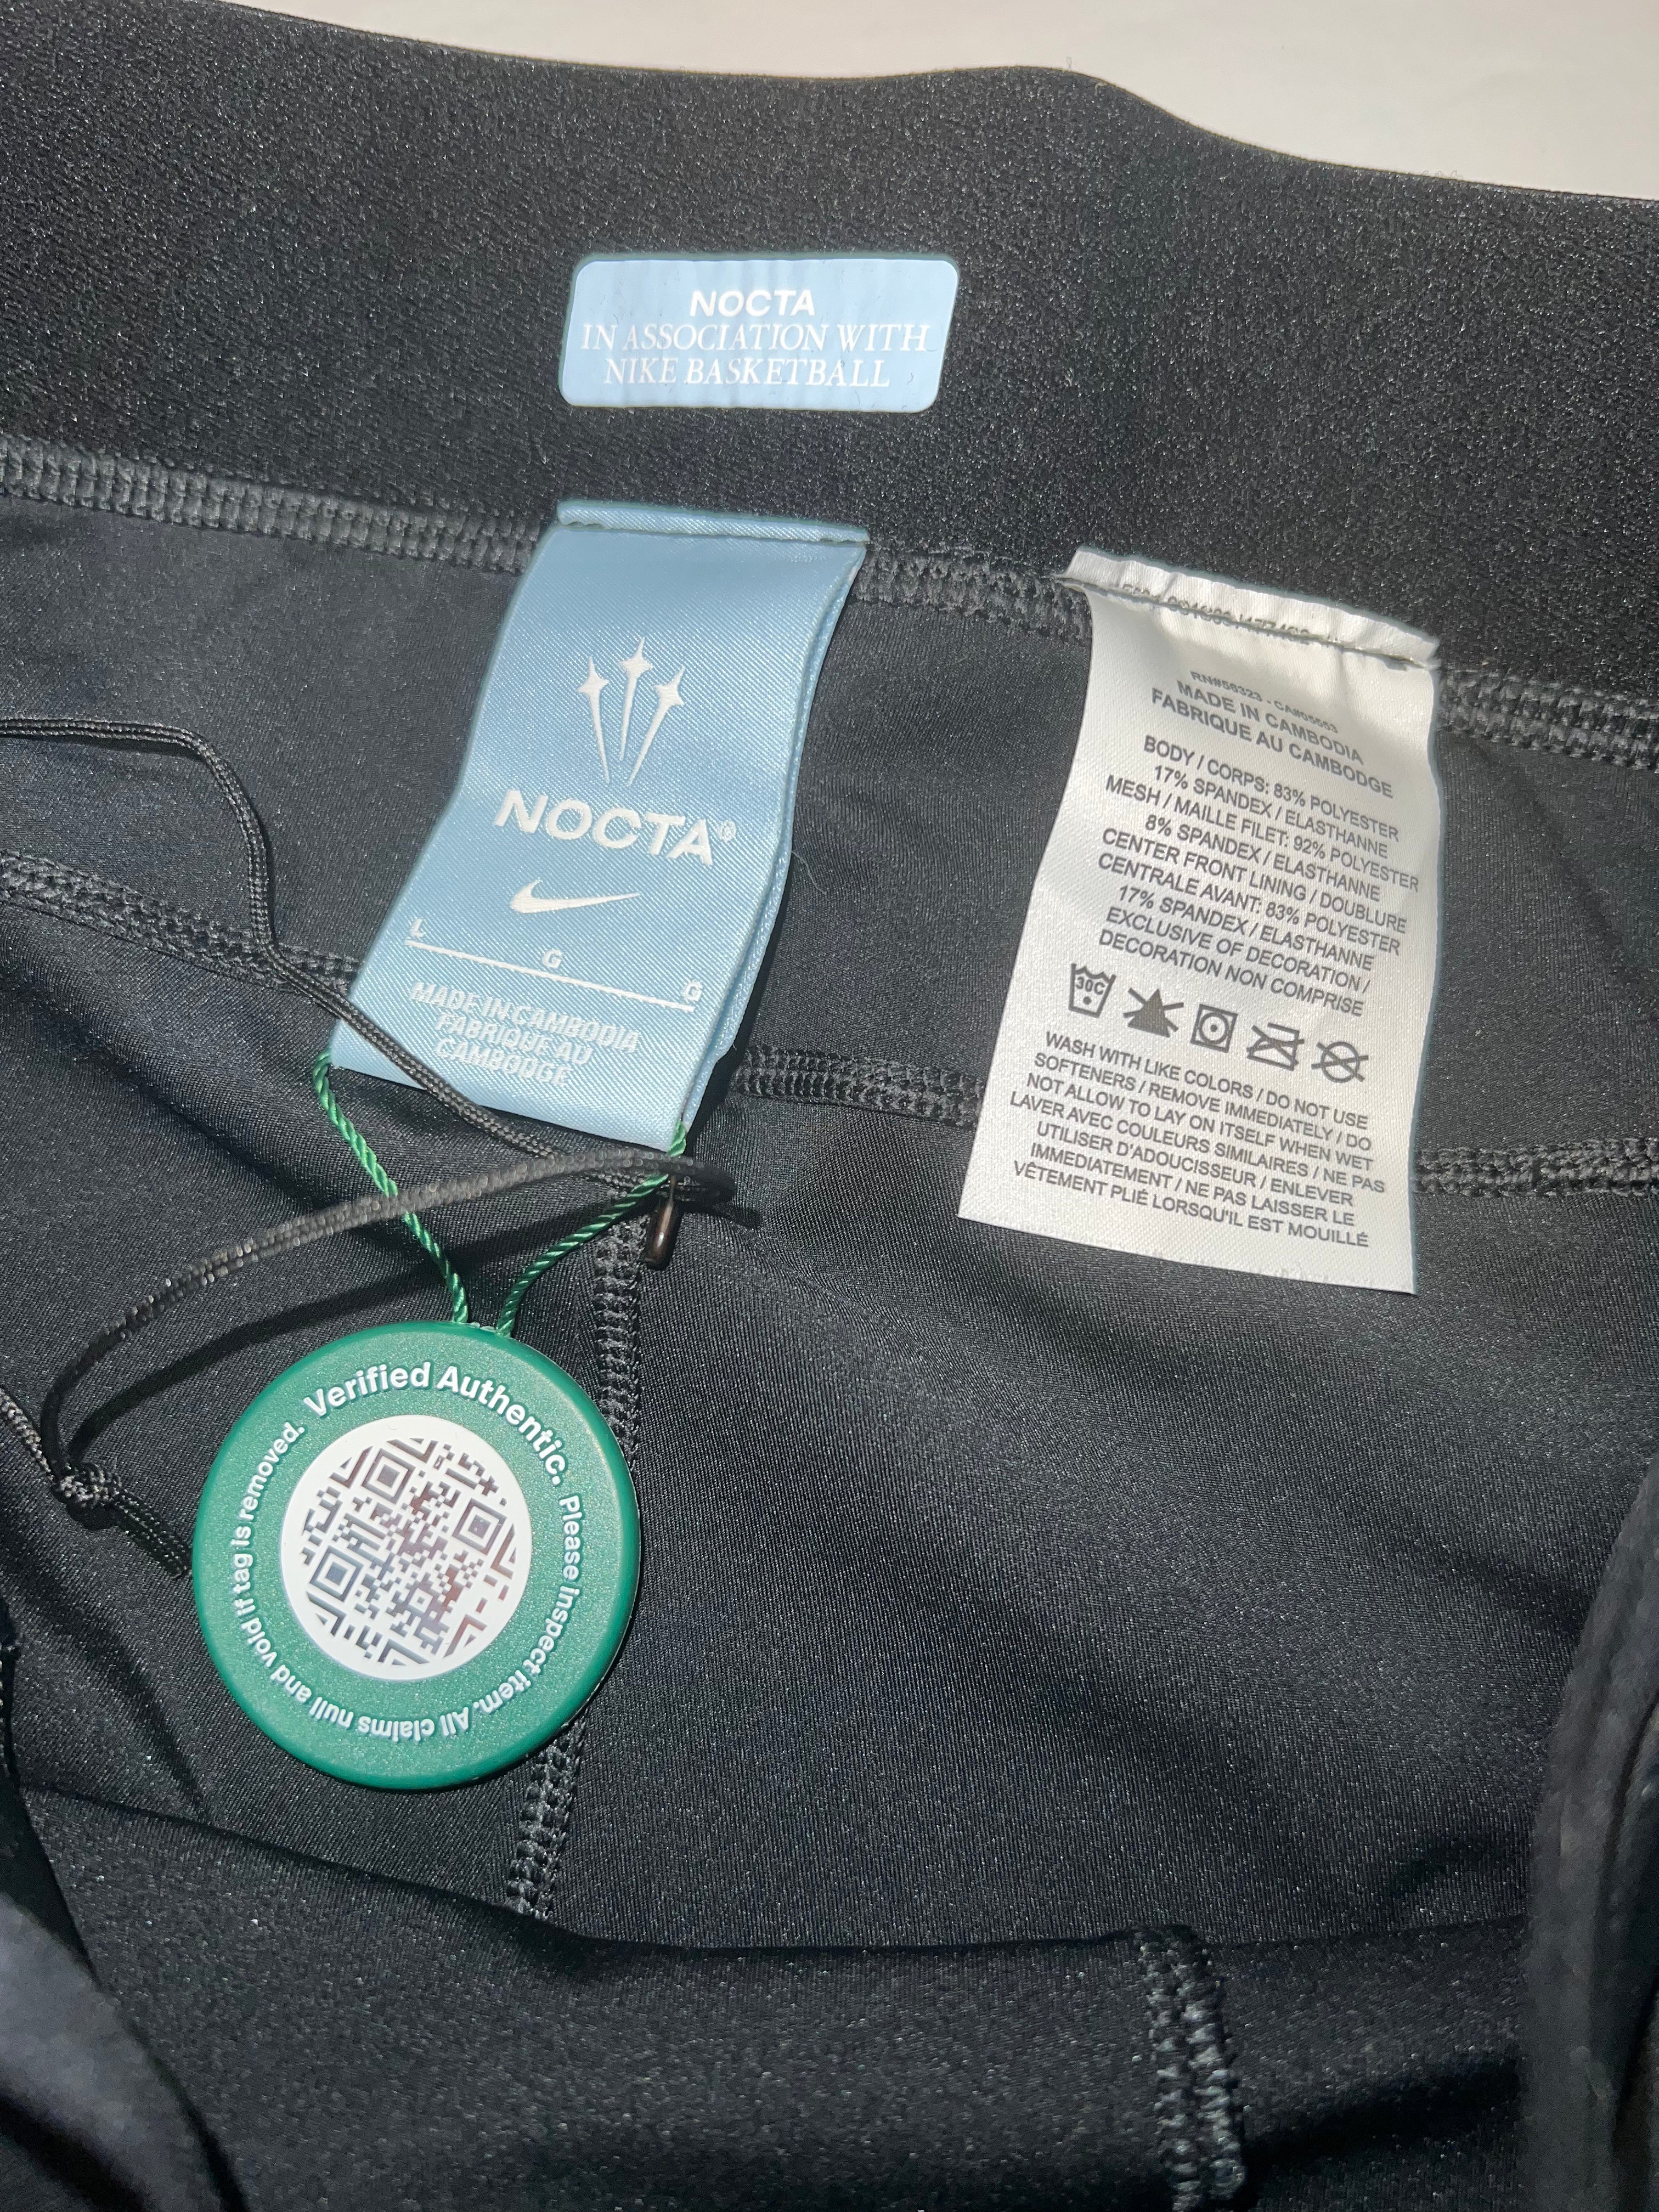 NOCTA
IN ASSOCIATION WITH
NIKE BASKETBALL
NOCTA®
L
G
G
MADE IN CAMBODIA
FABRIQUE AU
CAMBODGE
RN#56323 - CA#05553
MADE IN CAMBODIA
FABRIQUE AU CAMBODGE
BODY / CORPS: 83% POLYESTER
17% SPANDEX / ELASTHANNE
MESH / MAILLE FILET: 92% POLYESTER
8% SPANDEX / ELASTHANNE
CENTER FRONT LINING / DOUBLURE
CENTRALE AVANT: 83% POLYESTER
17% SPANDEX / ELASTHANNE
EXCLUSIVE OF DECORATION /
DECORATION NON COMPRISE
30C
WASH WITH LIKE COLORS / DO NOT USE
SOFTENERS / REMOVE IMMEDIATELY / DO
NOT ALLOW TO LAY ON ITSELF WHEN WET
LAVER AVEC COULEURS SIMILAIRES / NE PAS
UTILISER D'ADOUCISSEUR / ENLEVER
IMMEDIATEMENT / NE PAS LAISSER LE
VÊTEMENT PLIÉ LORSQU'IL EST MOUILLÉ
Verified Authentic.
Please inspect item. All claims null and void if tag is removed.